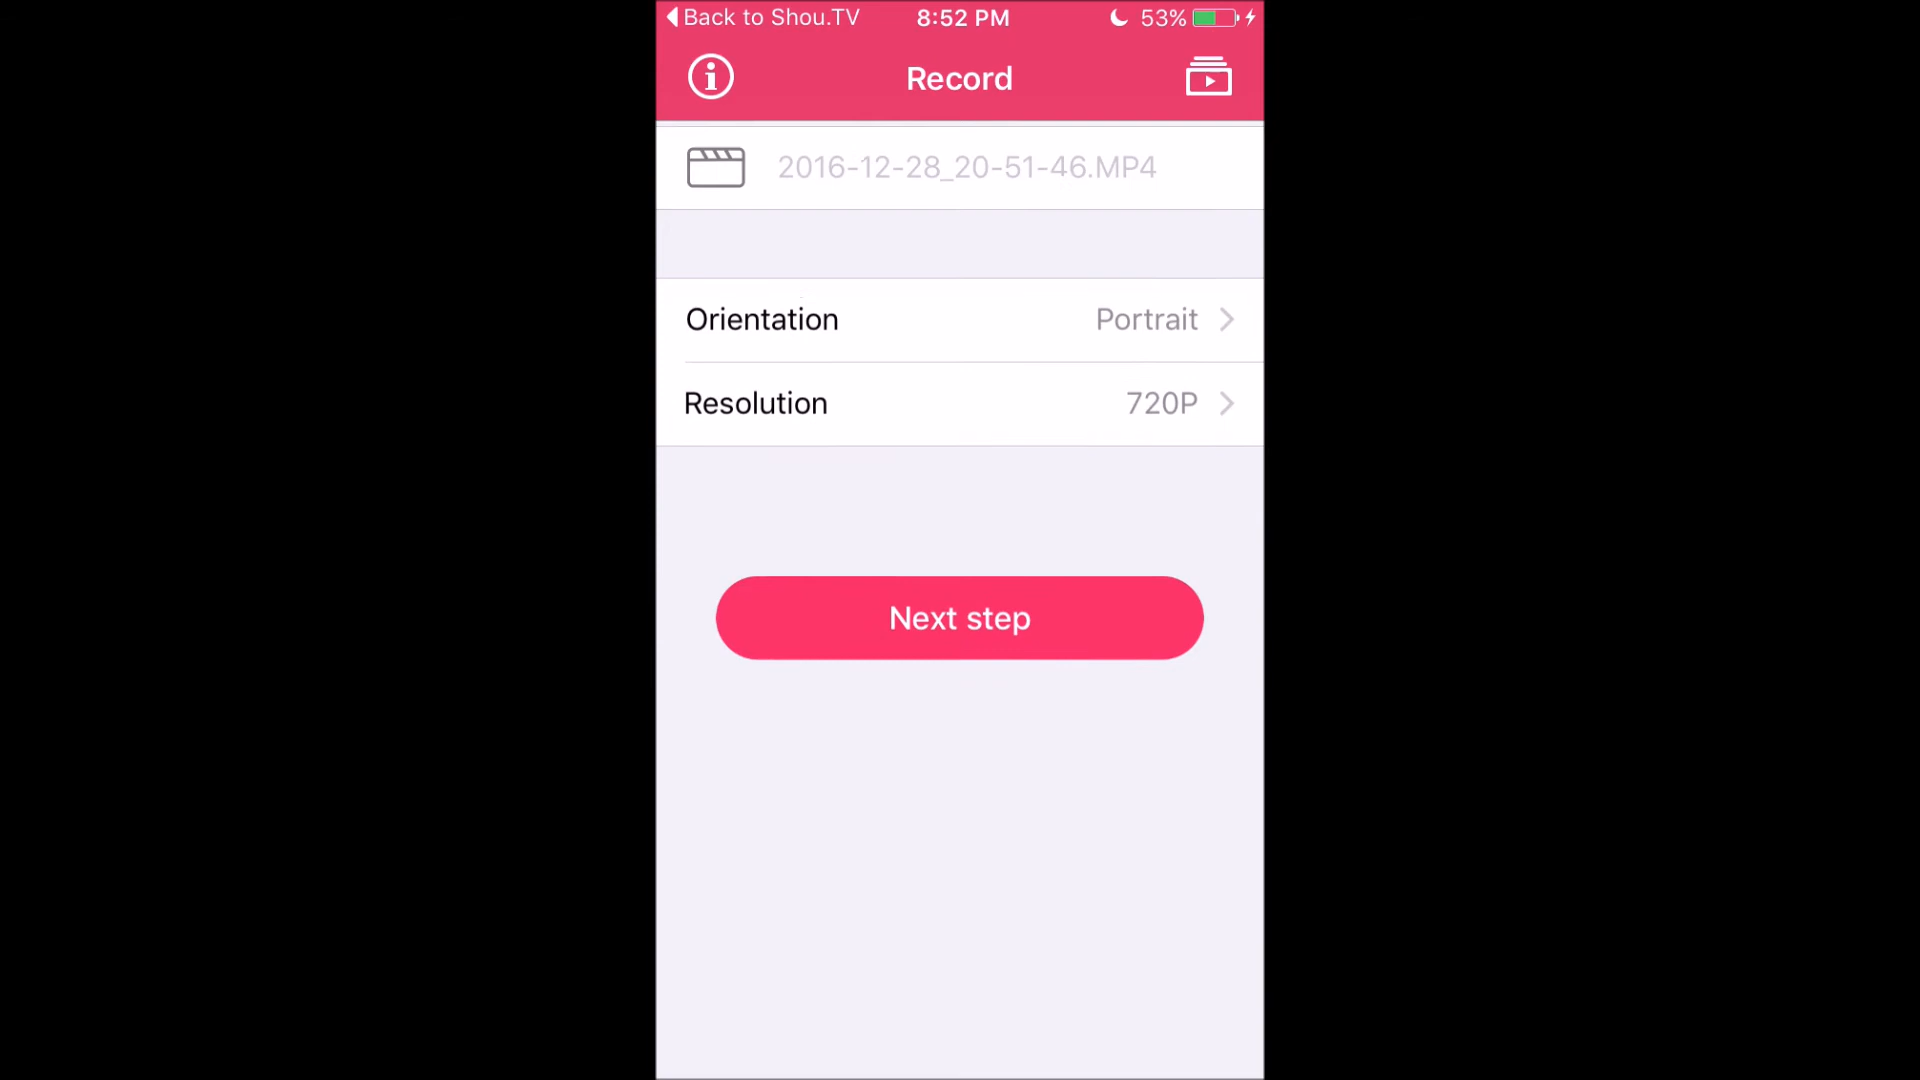 Back to Shou.TV 8:52 PM 53%
Record
2016-12-28_20-51-46.MP4
Orientation Portrait
Resolution 720P
Next step